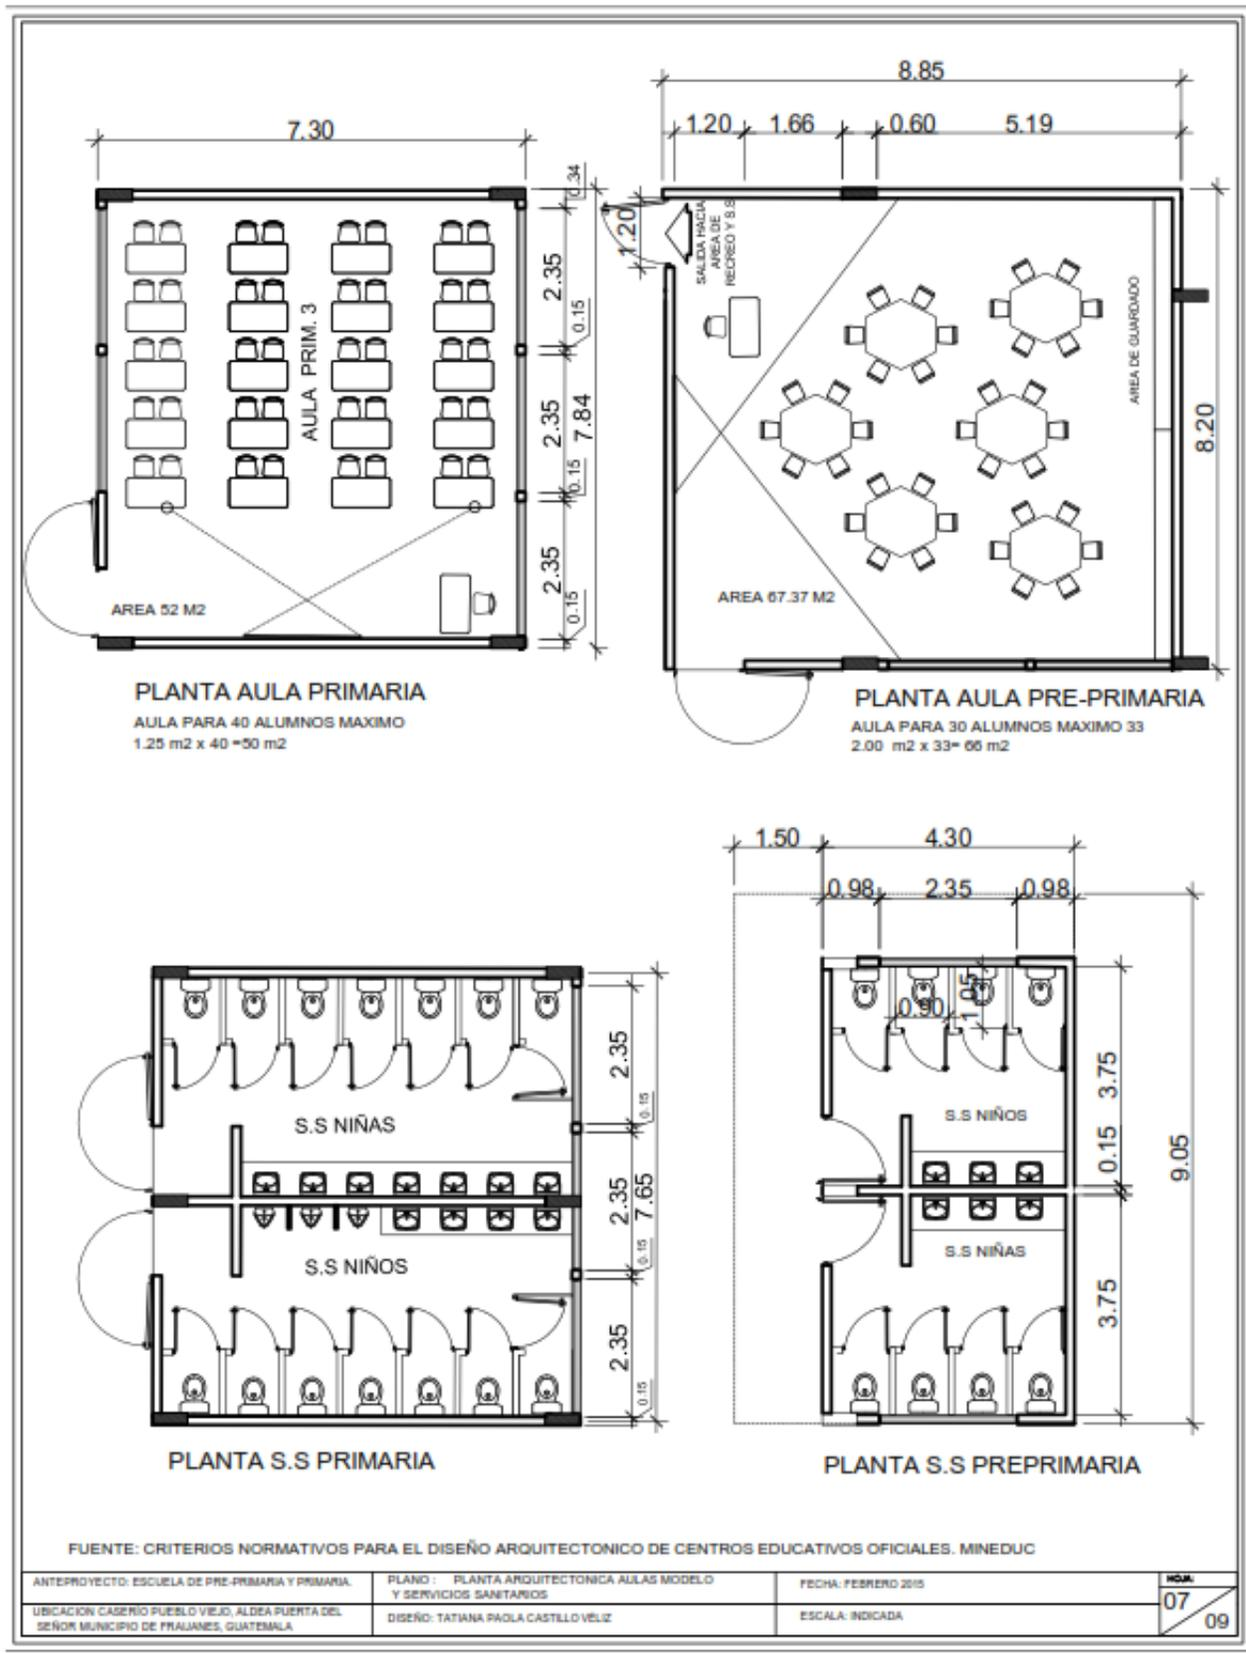 8.85
1.20 1.66 0.60 5.19
7.30
0.34
2.35
0.15
2.35
7.84
0.15
2.35
0.15
AULA PRIM. 3
AREA 52 M2
PLANTA AULA PRIMARIA
AULA PARA 40 ALUMNOS MAXIMO
1.25 m2 x 40 =50 m2
1.20
SALIDA HACIA
AREA DE
RECREO Y S.S
AREA DE GUARDADO
8.20
AREA 67.37 M2
PLANTA AULA PRE-PRIMARIA
AULA PARA 30 ALUMNOS MAXIMO 33
2.00 m2 x 33= 66 m2
2.35
0.15
2.35
7.65
0.15
2.35
0.15
S.S NIÑAS
S.S NIÑOS
PLANTA S.S PRIMARIA
1.50 4.30
0.98 2.35 0.98
0.90
1.05
3.75
0.15
3.75
9.05
S.S NIÑOS
S.S NIÑAS
PLANTA S.S PREPRIMARIA
FUENTE: CRITERIOS NORMATIVOS PARA EL DISEÑO ARQUITECTONICO DE CENTROS EDUCATIVOS OFICIALES. MINEDUC
ANTEPROYECTO: ESCUELA DE PRE-PRIMARIA Y PRIMARIA.
UBICACION CASERÍO PUEBLO VIEJO, ALDEA PUERTA DEL
SEÑOR MUNICIPIO DE FRAIJANES, GUATEMALA
PLANO : PLANTA ARQUITECTONICA AULAS MODELO
Y SERVICIOS SANITARIOS
DISEÑO: TATIANA PAOLA CASTILLO VÉLIZ
FECHA: FEBRERO 2015
ESCALA: INDICADA
HOJA:
07
09